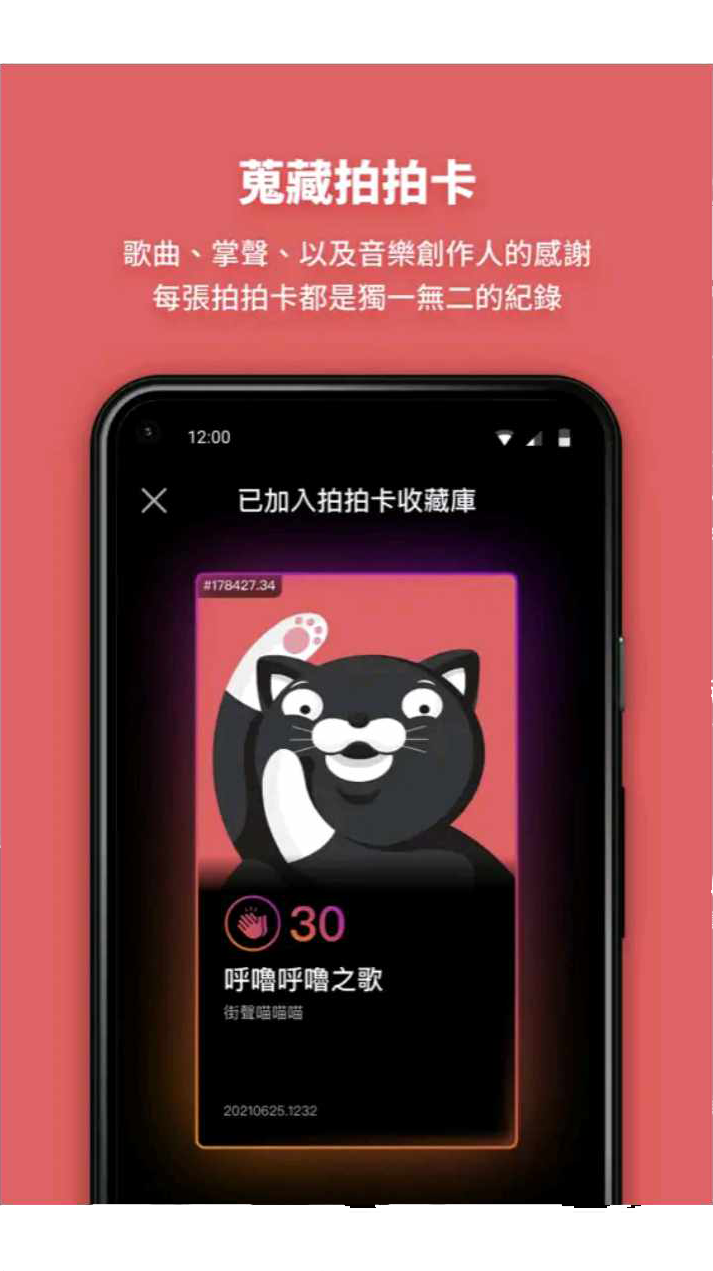 蒐藏拍拍卡
歌曲、掌聲、以及音樂創作人的感謝
每張拍拍卡都是獨一無二的紀錄
12:00
已加入拍拍卡收藏庫
#178427.34
30
呼嚕呼嚕之歌
街聲喵喵喵
20210625.1232